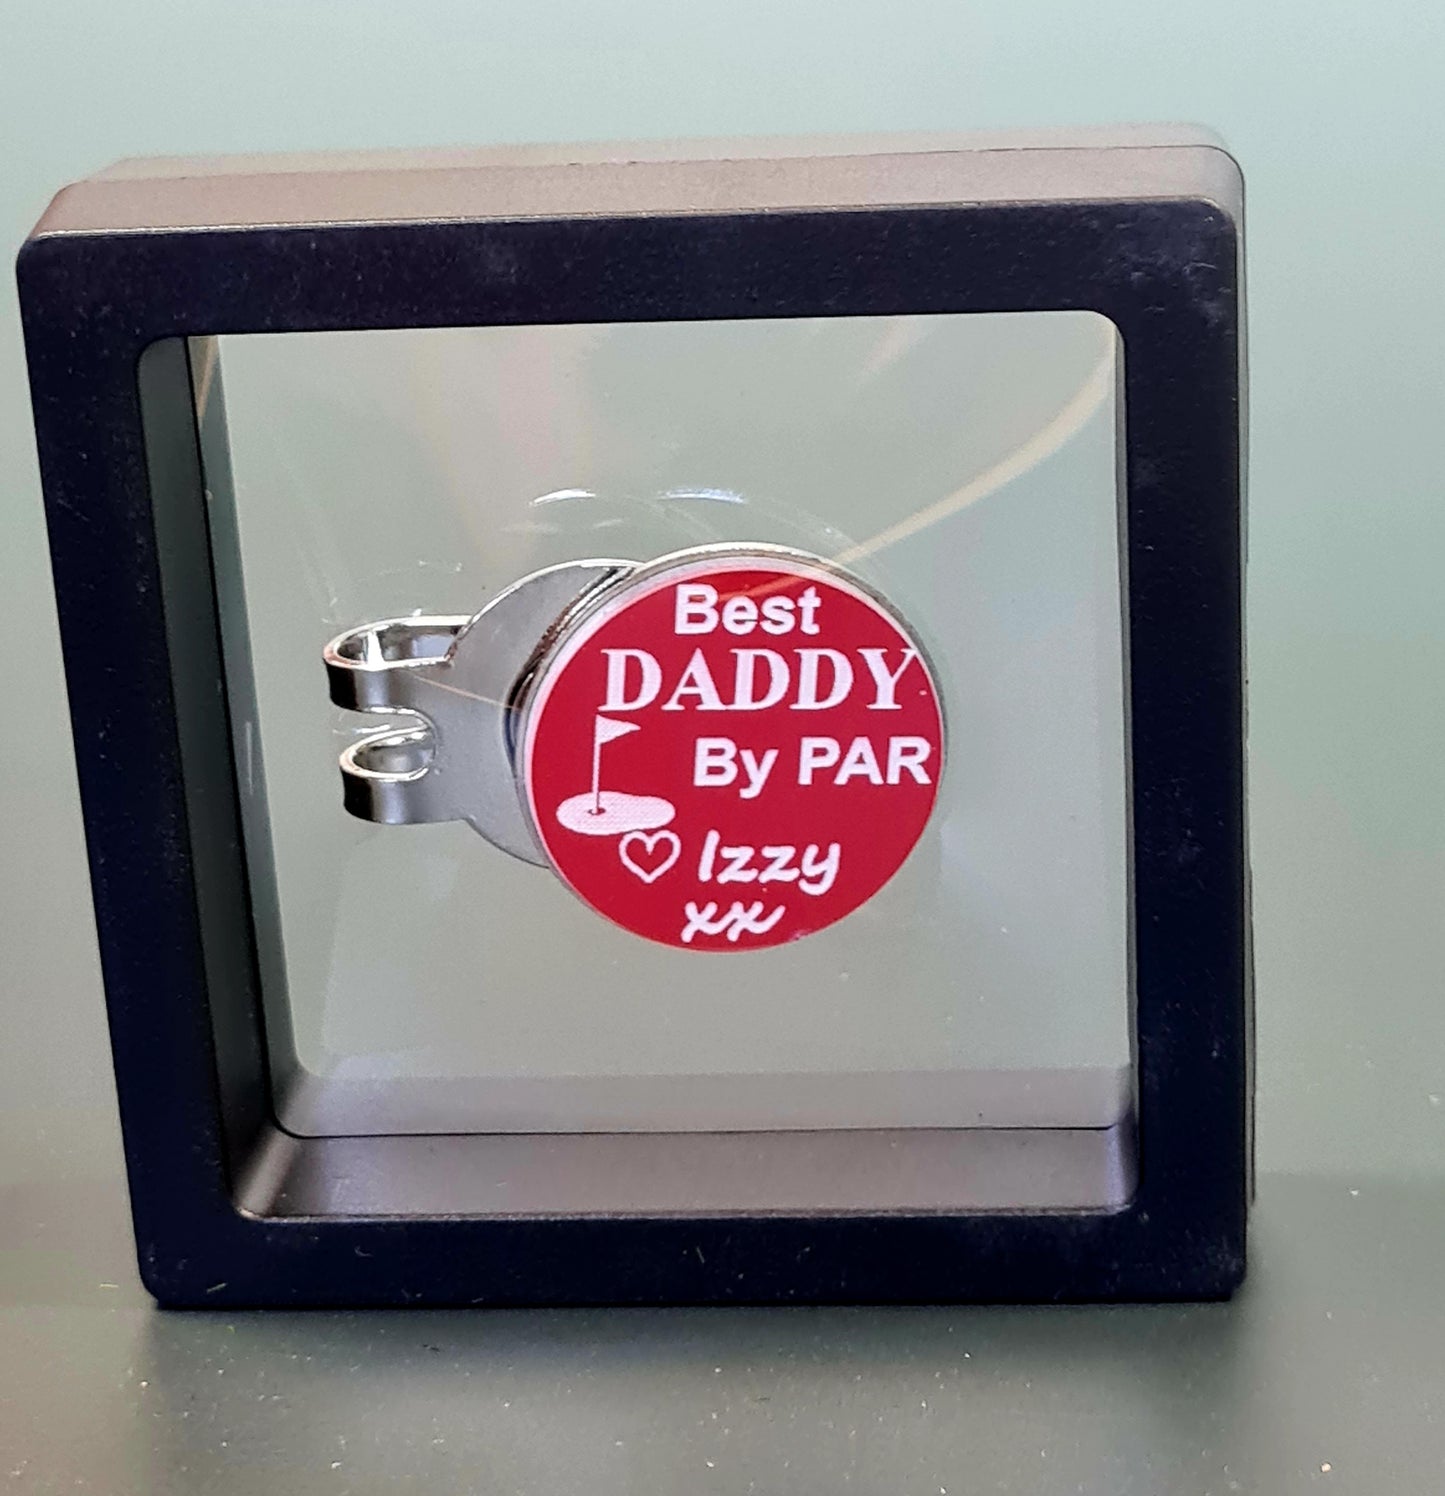 Best
DADDY
By PAR
♡ Izzy
xx